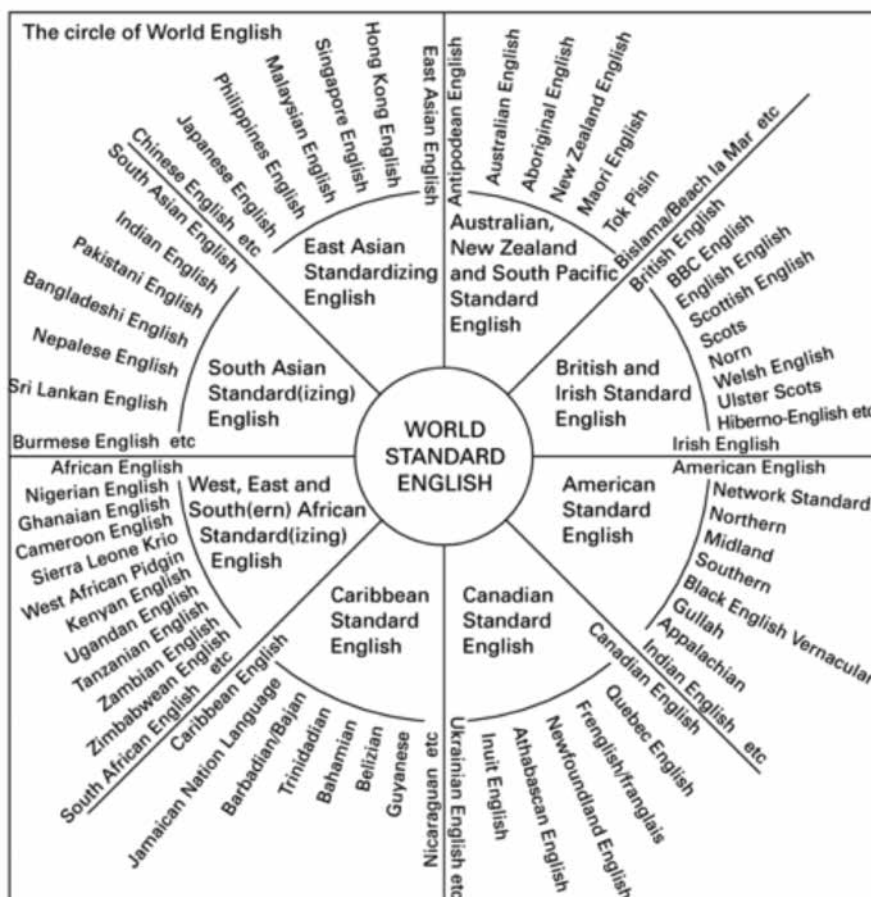 The circle of World English
East Asian English
Hong Kong English
Singapore English
Malaysian English
Philippines English
Japanese English
Chinese English etc
East Asian
Standardizing
English
Antipodean English
Australian English
Aboriginal English
New Zealand English
Maori English
Tok Pisin
Bislama/Beach la Mar etc
Australian,
New Zealand
and South Pacific
Standard
English
British English
BBC English
English English
Scottish English
Scots
Norn
Welsh English
Ulster Scots
Hiberno-English etc
Irish English
British and
Irish Standard
English
American English
Network Standard
Northern
Midland
Southern
Black English Vernacular
Gullah
Appalachian
Indian English etc
American
Standard
English
Canadian English
Quebec English
Frenglish/franglais
Newfoundland English
Athabascan English
Inuit English
Ukrainian English etc
Canadian
Standard
English
Caribbean English
Jamaican Nation Language
Barbadian/Bajan
Trinidadian
Bahamian
Belizian
Guyanese
Nicaraguan etc
Caribbean
Standard
English
African English
Nigerian English
Ghanaian English
Cameroon English
Sierra Leone Krio
West African Pidgin
Kenyan English
Ugandan English
Tanzanian English
Zambian English
Zimbabwean English
South African English etc
West, East and
South(ern) African
Standard(izing)
English
South Asian English
Indian English
Pakistani English
Bangladeshi English
Nepalese English
Sri Lankan English
Burmese English etc
South Asian
Standard(izing)
English
WORLD
STANDARD
ENGLISH